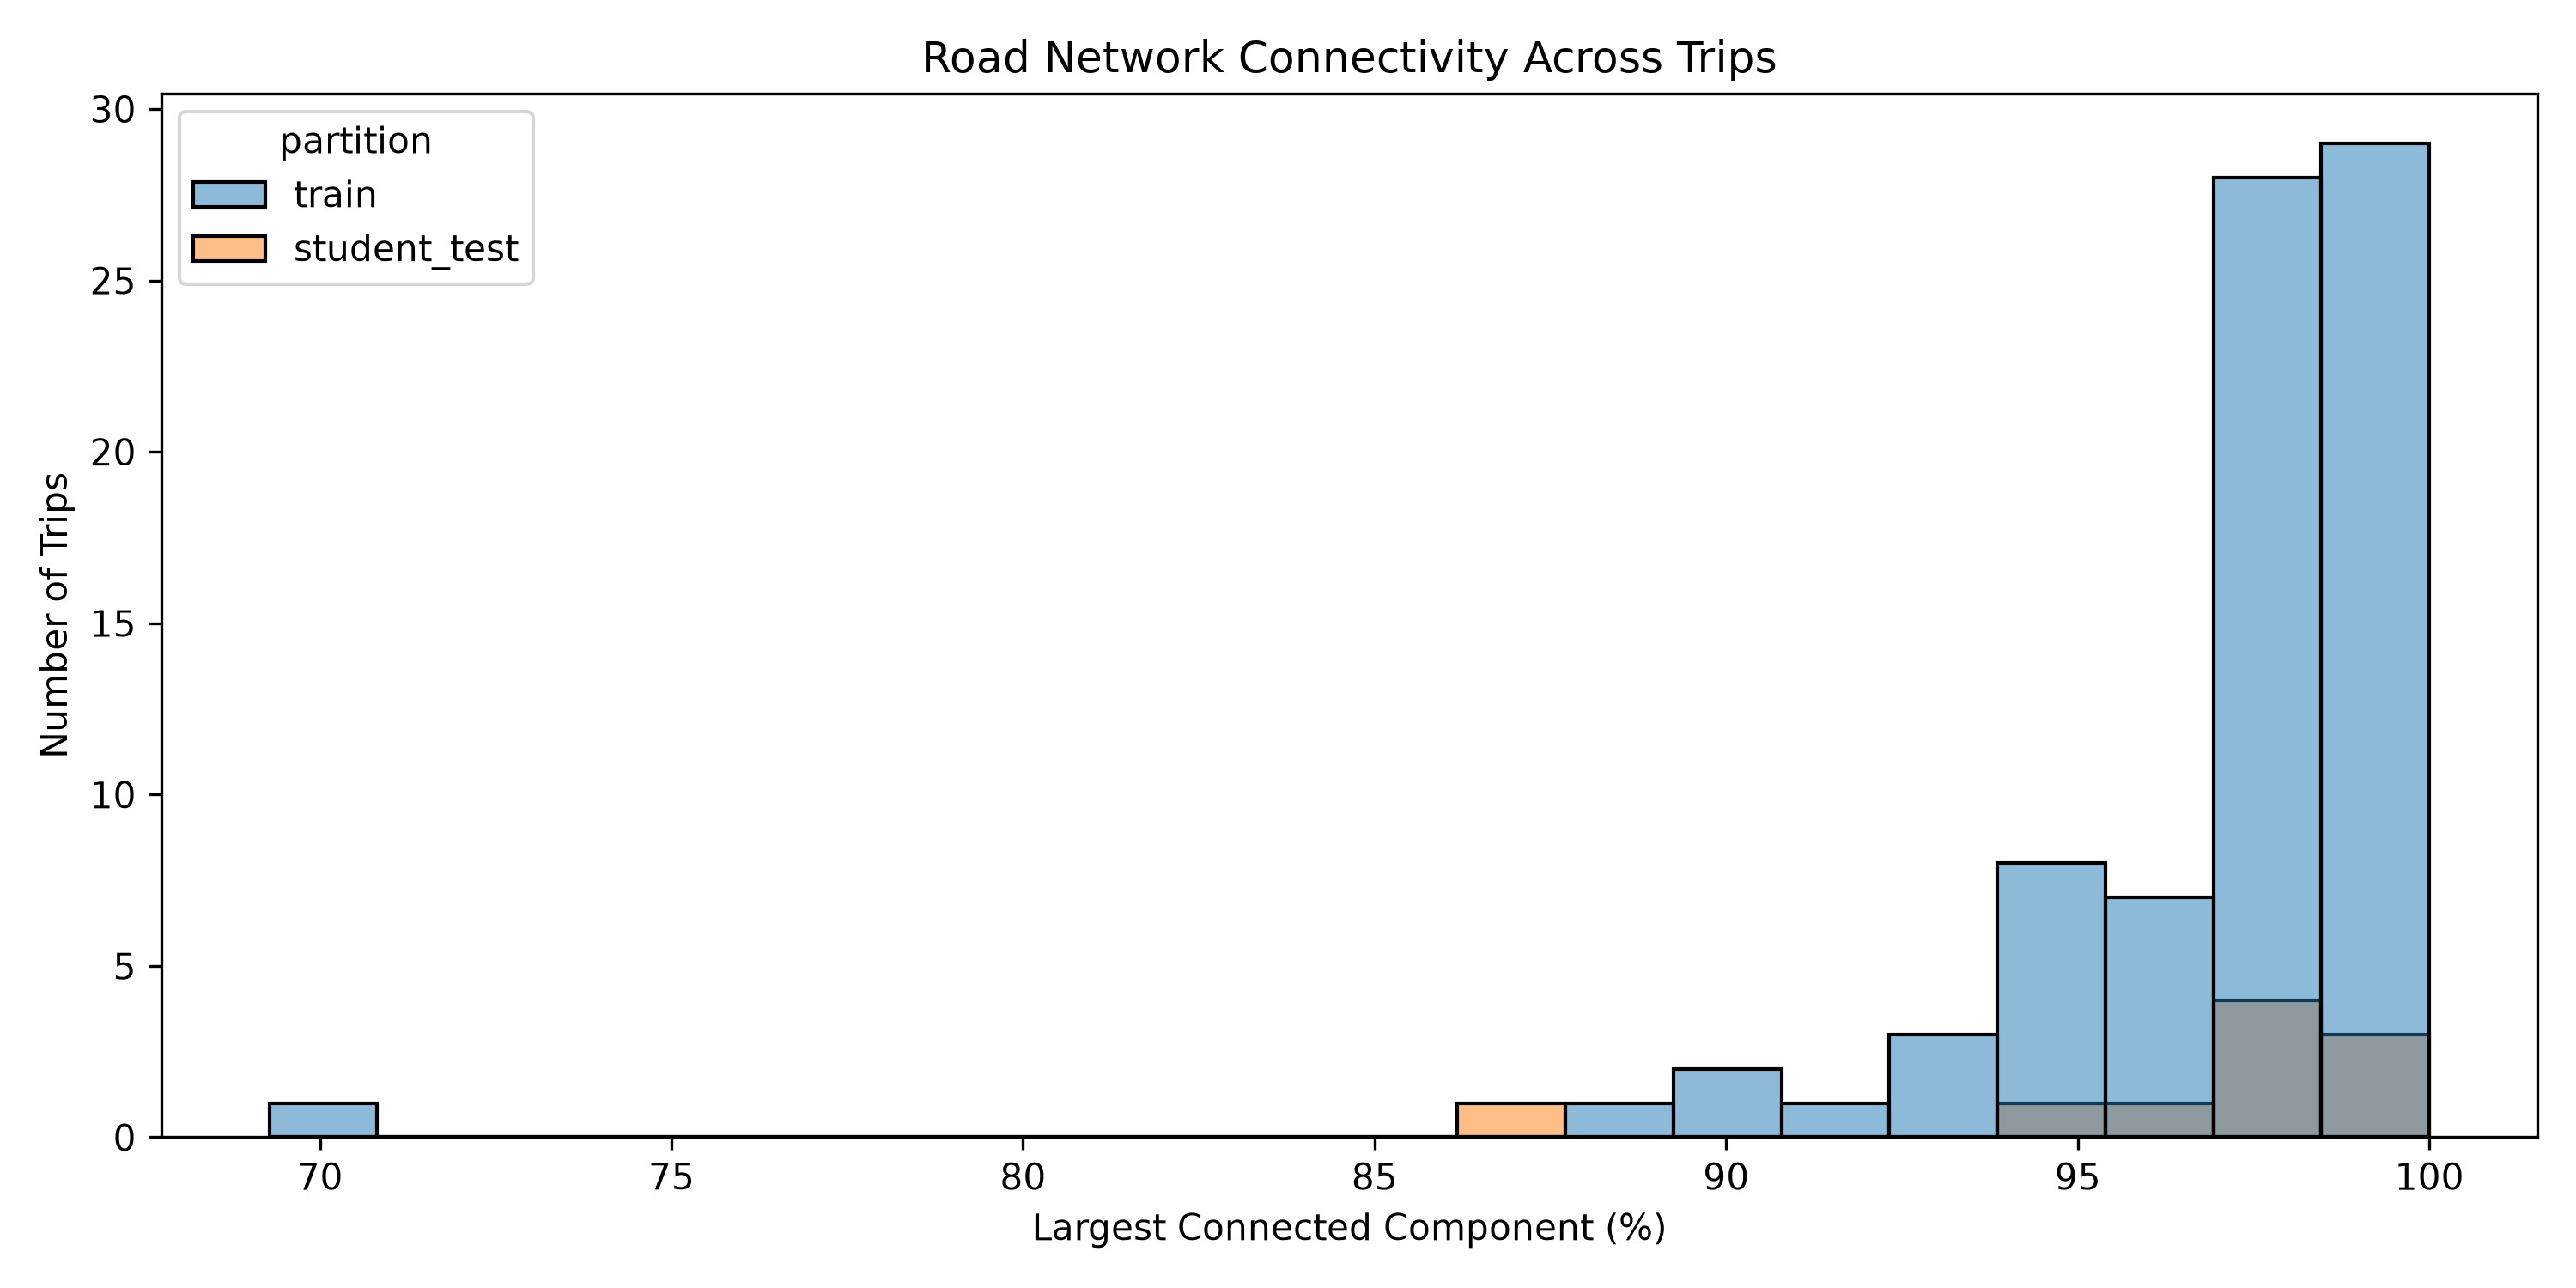 Road Network Connectivity Across Trips
partition
train
student_test
Number of Trips
30
25
20
15
10
5
0
70 75 80 85 90 95 100
Largest Connected Component (%)